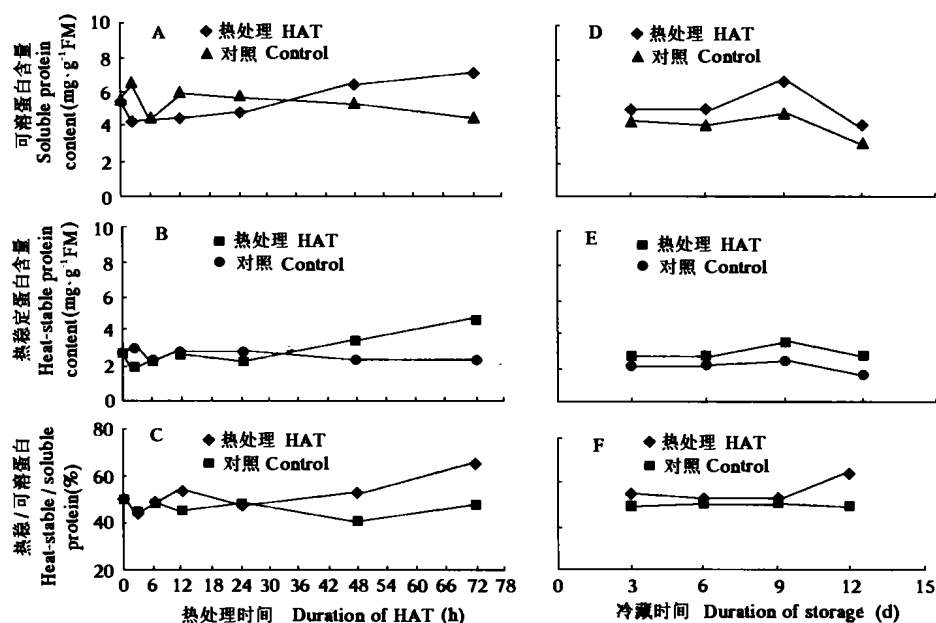 可溶蛋白含量
Soluble protein
content(mg·g⁻¹FM)
10
8
6
4
2
0
A
热处理 HAT
对照 Control
D
热处理 HAT
对照 Control
热稳定蛋白含量
Heat-stable protein
content(mg·g⁻¹FM)
10
8
6
4
2
0
B
热处理 HAT
对照 Control
E
热处理 HAT
对照 Control
热稳/可溶蛋白
Heat-stable/soluble
protein(%)
80
60
40
20
C
热处理 HAT
对照 Control
F
热处理 HAT
对照 Control
0 6 12 18 24 30 36 42 48 54 60 66 72 78
热处理时间 Duration of HAT (h)
0 3 6 9 12 15
冷藏时间 Duration of storage (d)